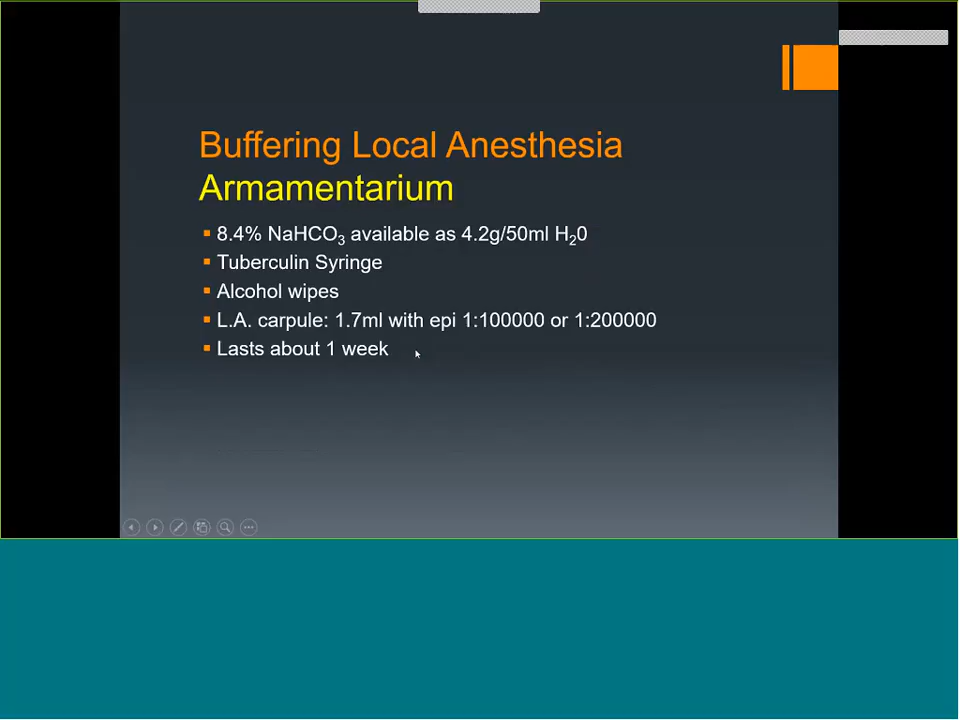 Buffering Local Anesthesia
Armamentarium
8.4% NaHCO3 available as 4.2g/50ml H20
Tuberculin Syringe
Alcohol wipes
L.A. carpule: 1.7ml with epi 1:100000 or 1:200000
Lasts about 1 week